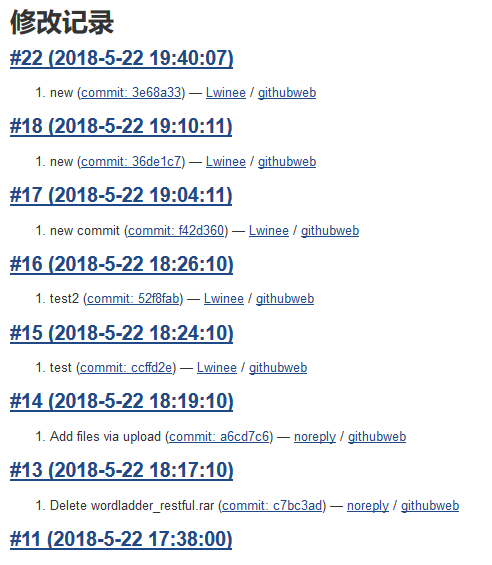 修改记录
#22 (2018-5-22 19:40:07)
1. new (commit: 3e68a33) — Lwinee / githubweb
#18 (2018-5-22 19:10:11)
1. new (commit: 36de1c7) — Lwinee / githubweb
#17 (2018-5-22 19:04:11)
1. new commit (commit: f42d360) — Lwinee / githubweb
#16 (2018-5-22 18:26:10)
1. test2 (commit: 52f8fab) — Lwinee / githubweb
#15 (2018-5-22 18:24:10)
1. test (commit: ccffd2e) — Lwinee / githubweb
#14 (2018-5-22 18:19:10)
1. Add files via upload (commit: a6cd7c6) — noreply / githubweb
#13 (2018-5-22 18:17:10)
1. Delete wordladder_restful.rar (commit: c7bc3ad) — noreply / githubweb
#11 (2018-5-22 17:38:00)